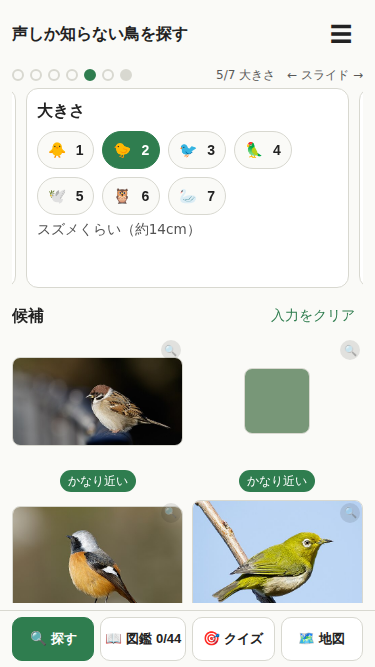 声しか知らない鳥を探す
5/7 大きさ ← スライド →
大きさ
1 2 3 4
5 6 7
スズメくらい（約14cm）
候補 入力をクリア
かなり近い かなり近い
探す 図鑑 0/44 クイズ 地図